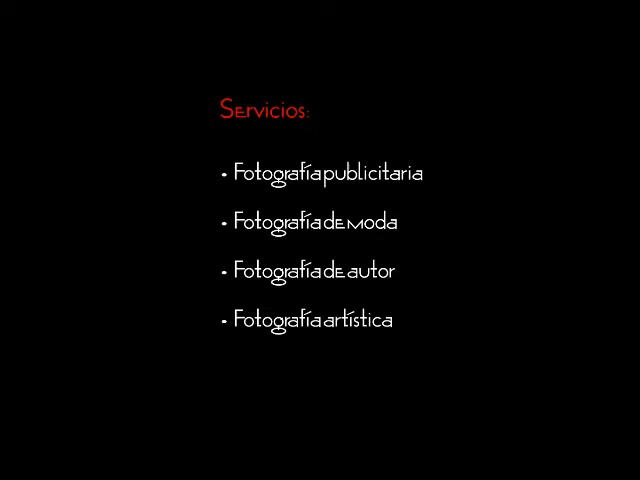 Servicios:
• Fotografía publicitaria
• Fotografía de moda
• Fotografía de autor
• Fotografía artística